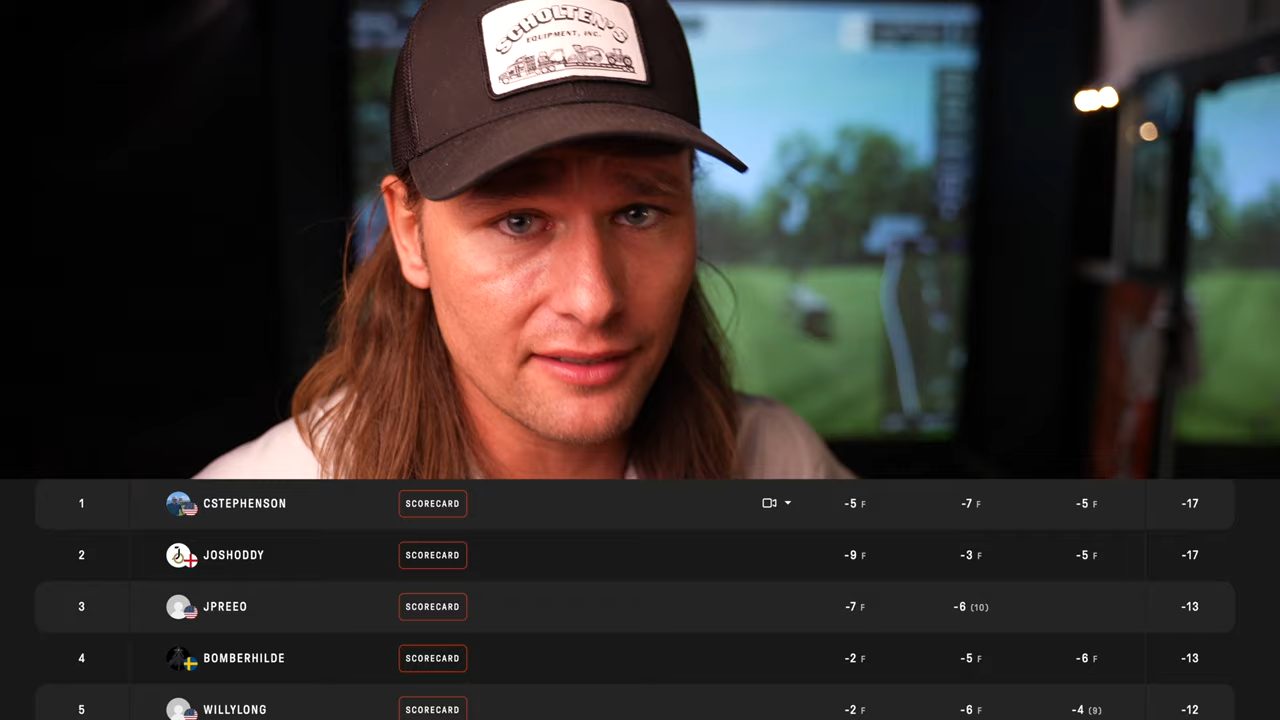 SCHOLTEN'S
EQUIPMENT, INC.
1 CSTEPHENSON SCORECARD -5 F -7 F -5 F -17
2 JOSHODDY SCORECARD -9 F -3 F -5 F -17
3 JPREEO SCORECARD -7 F -6 (10) -13
4 BOMBERHILDE SCORECARD -2 F -5 F -6 F -13
5 WILLYLONG SCORECARD -2 F -6 F -4 (9) -12